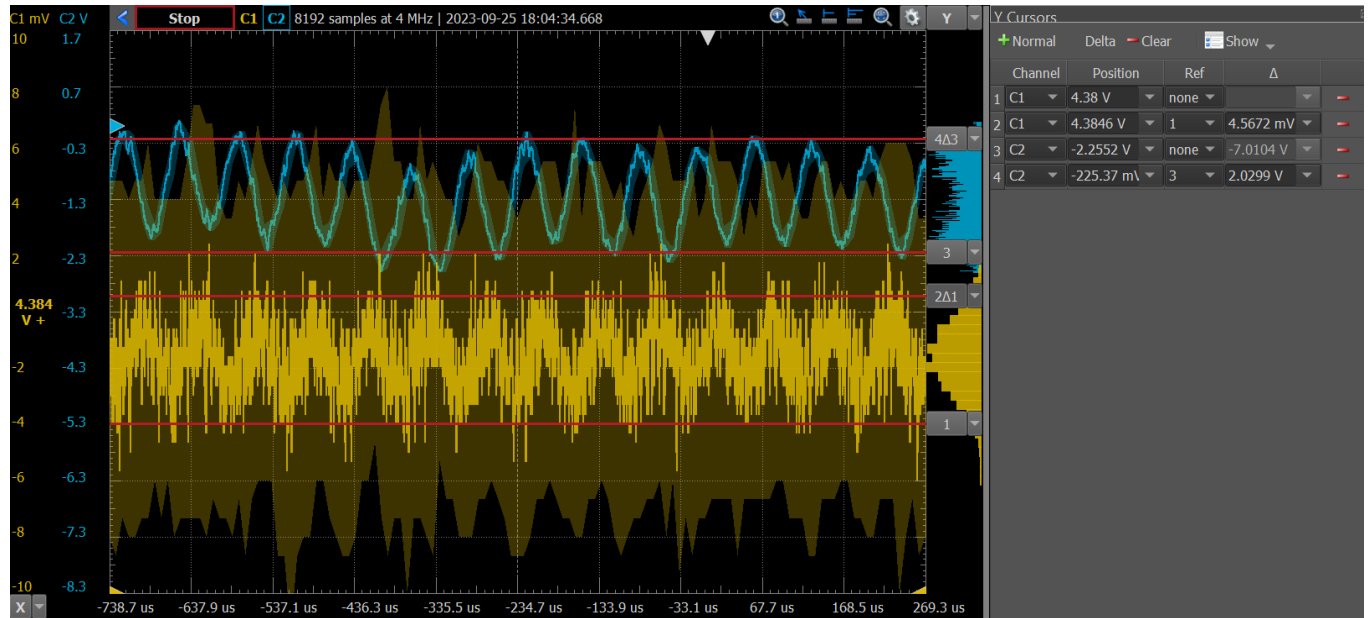 C1 mV C2 V Stop C1 C2 8192 samples at 4 MHz | 2023-09-25 18:04:34.668 Y
10 1.7
8 0.7
6 -0.3
4 -1.3
2 -2.3
4.384
V + -3.3
-2 -4.3
-4 -5.3
-6 -6.3
-8 -7.3
-10 -8.3
4Δ3
3
2Δ1
1
X -738.7 us -637.9 us -537.1 us -436.3 us -335.5 us -234.7 us -133.9 us -33.1 us 67.7 us 168.5 us 269.3 us
Y Cursors
Normal Delta Clear Show
Channel Position Ref Δ
1 C1 4.38 V none
2 C1 4.3846 V 1 4.5672 mV
3 C2 -2.2552 V none -7.0104 V
4 C2 -225.37 mV 3 2.0299 V